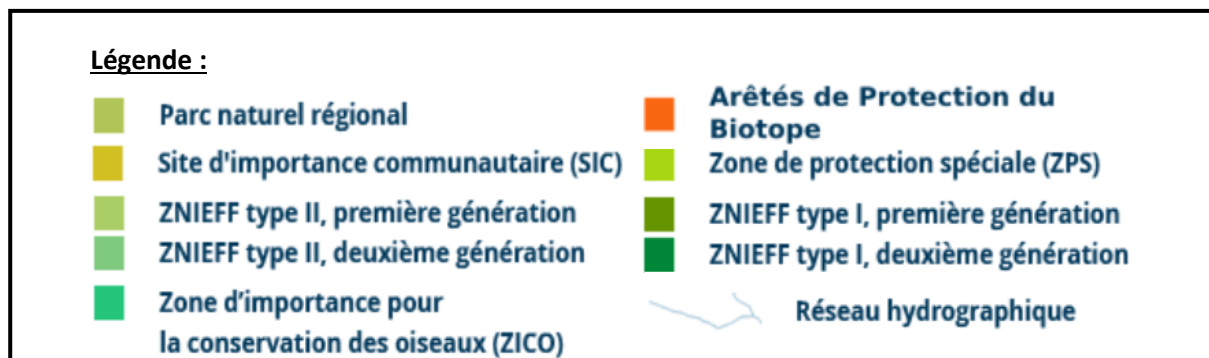 Légende :
Parc naturel régional
Site d'importance communautaire (SIC)
ZNIEFF type II, première génération
ZNIEFF type II, deuxième génération
Zone d'importance pour
la conservation des oiseaux (ZICO)
Arêtés de Protection du
Biotope
Zone de protection spéciale (ZPS)
ZNIEFF type I, première génération
ZNIEFF type I, deuxième génération
Réseau hydrographique